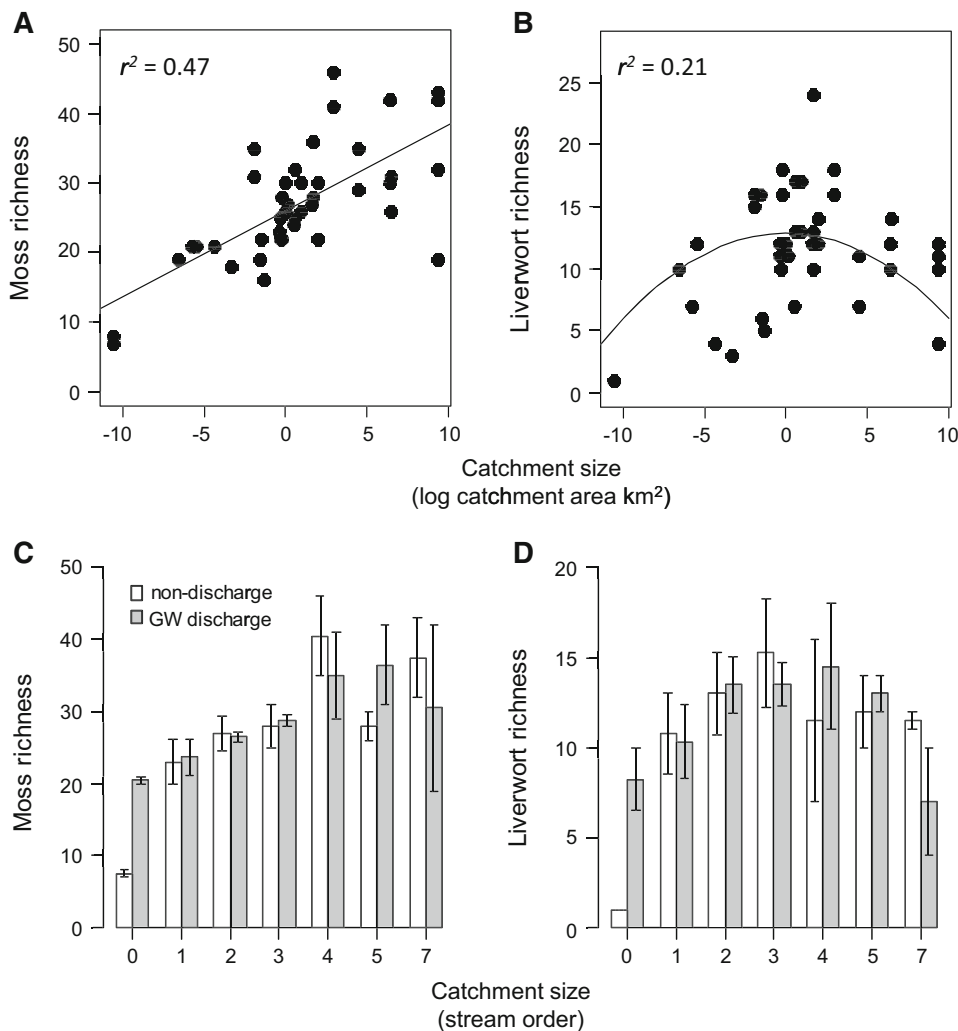 A
B
r² = 0.47
r² = 0.21
Moss richness
50
40
30
20
10
0
-10 -5 0 5 10
Liverwort richness
25
20
15
10
5
0
-10 -5 0 5 10
Catchment size
(log catchment area km²)
C
D
non-discharge
GW discharge
Moss richness
50
40
30
20
10
0
0 1 2 3 4 5 7
Liverwort richness
20
15
10
5
0
0 1 2 3 4 5 7
Catchment size
(stream order)